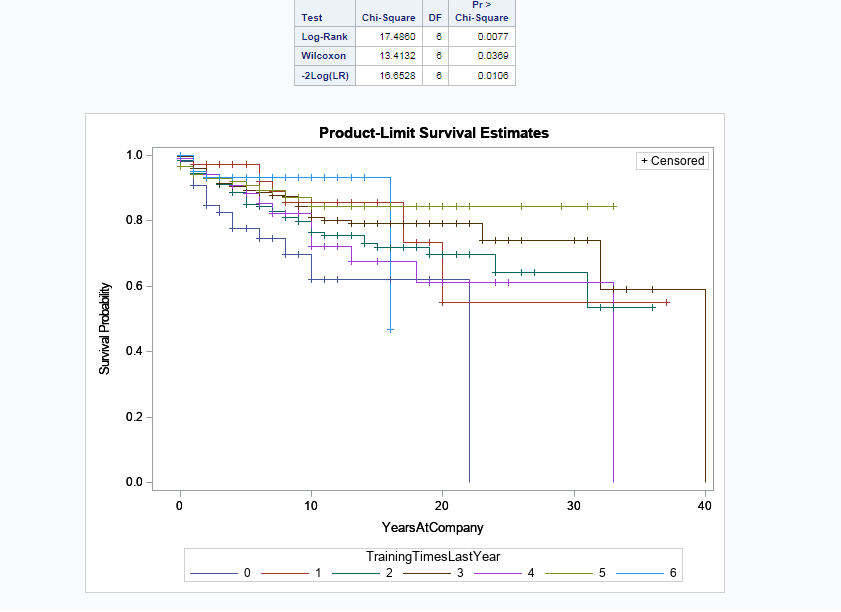 Pr >
Test Chi-Square DF Chi-Square
Log-Rank 17.4860 6 0.0077
Wilcoxon 13.4132 6 0.0369
-2Log(LR) 16.6528 6 0.0106
Product-Limit Survival Estimates
+ Censored
1.0
0.8
0.6
0.4
0.2
0.0
Survival Probability
0 10 20 30 40
YearsAtCompany
TrainingTimesLastYear
0 1 2 3 4 5 6